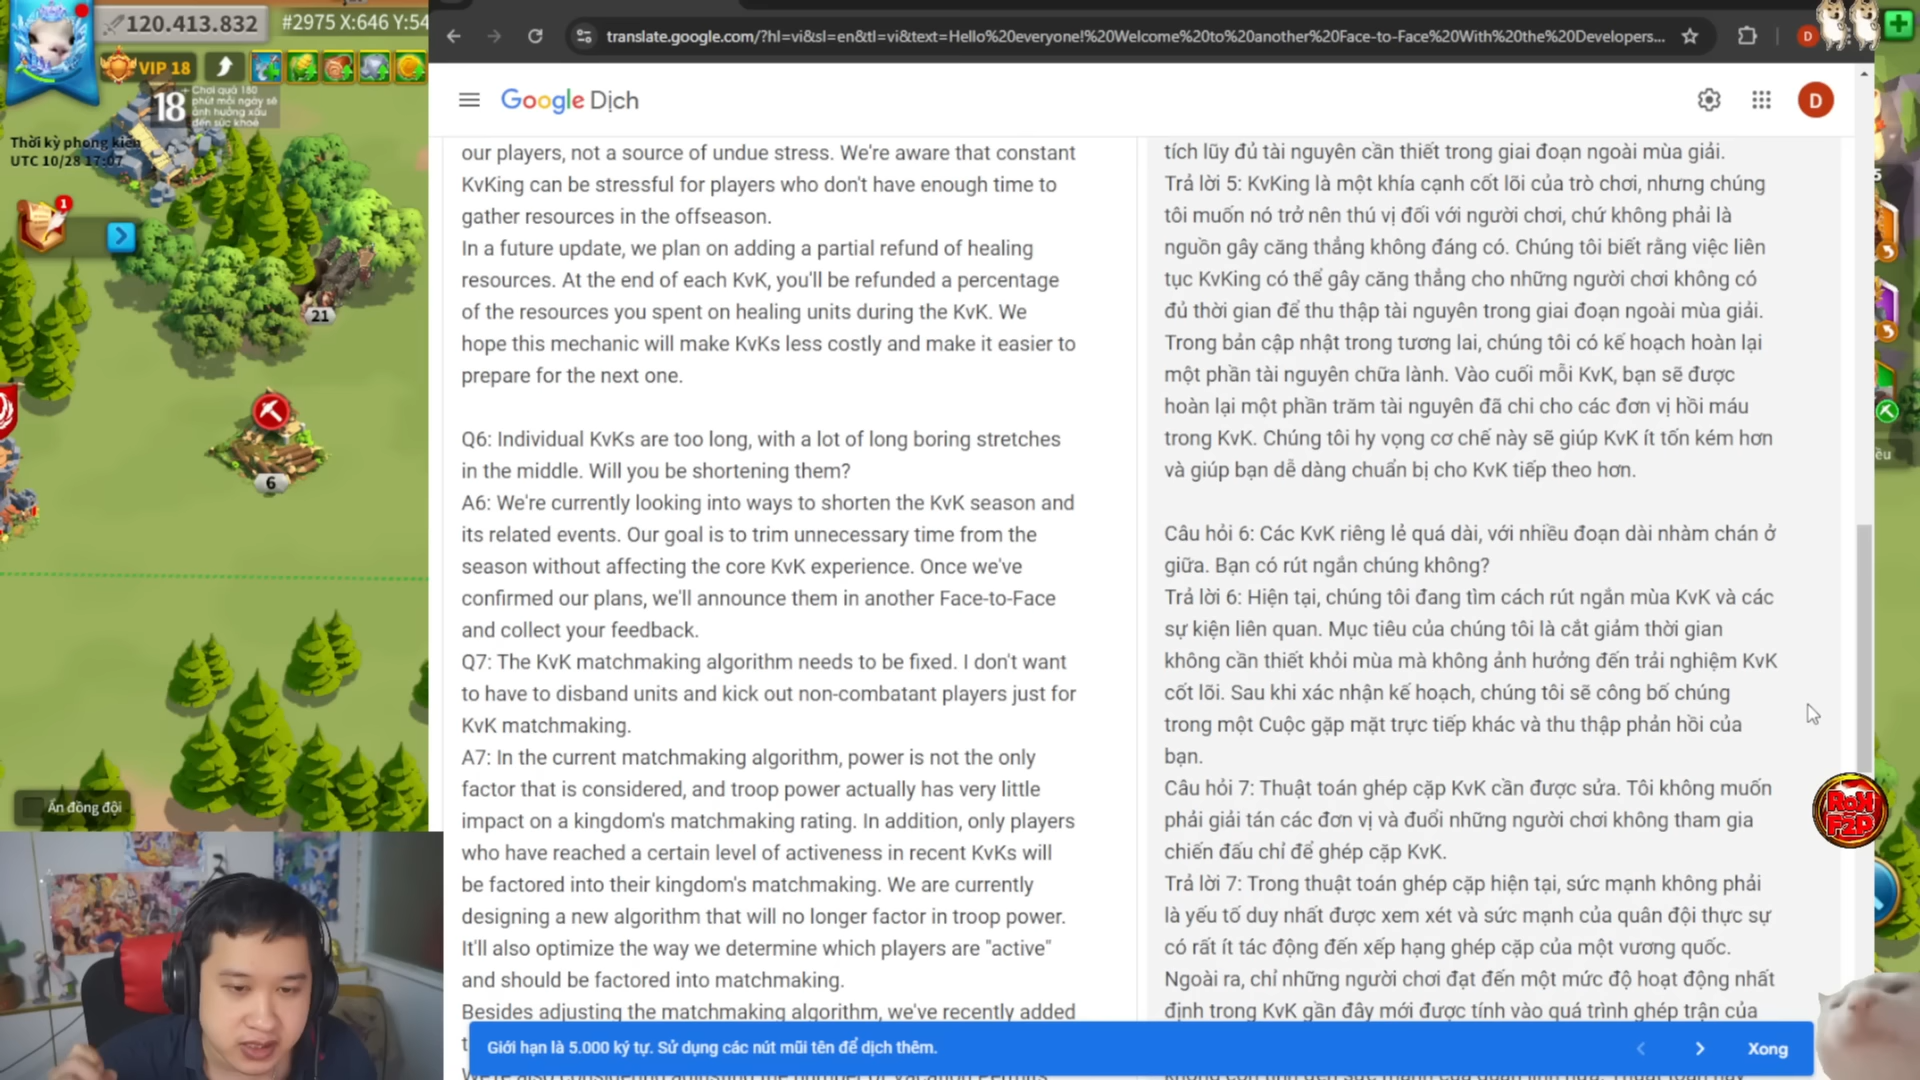 120.413.832
#2975 X:646 Y:54
VIP 18
18+
Chơi quá 180
phút mỗi ngày sẽ
ảnh hưởng xấu
đến sức khoẻ
Thời kỳ phong kiến
UTC 10/28 17:07
1
21
6
Ẩn đồng đội
translate.google.com/?hl=vi&sl=en&tl=vi&text=Hello%20everyone!%20Welcome%20to%20another%20Face-to-Face%20With%20the%20Developers...
D
Google Dịch
D
our players, not a source of undue stress. We're aware that constant
KvKing can be stressful for players who don't have enough time to
gather resources in the offseason.
In a future update, we plan on adding a partial refund of healing
resources. At the end of each KvK, you'll be refunded a percentage
of the resources you spent on healing units during the KvK. We
hope this mechanic will make KvKs less costly and make it easier to
prepare for the next one.
Q6: Individual KvKs are too long, with a lot of long boring stretches
in the middle. Will you be shortening them?
A6: We're currently looking into ways to shorten the KvK season and
its related events. Our goal is to trim unnecessary time from the
season without affecting the core KvK experience. Once we've
confirmed our plans, we'll announce them in another Face-to-Face
and collect your feedback.
Q7: The KvK matchmaking algorithm needs to be fixed. I don't want
to have to disband units and kick out non-combatant players just for
KvK matchmaking.
A7: In the current matchmaking algorithm, power is not the only
factor that is considered, and troop power actually has very little
impact on a kingdom's matchmaking rating. In addition, only players
who have reached a certain level of activeness in recent KvKs will
be factored into their kingdom's matchmaking. We are currently
designing a new algorithm that will no longer factor in troop power.
It'll also optimize the way we determine which players are "active"
and should be factored into matchmaking.
Besides adjusting the matchmaking algorithm, we've recently added
tích lũy đủ tài nguyên cần thiết trong giai đoạn ngoài mùa giải.
Trả lời 5: KvKing là một khía cạnh cốt lõi của trò chơi, nhưng chúng
tôi muốn nó trở nên thú vị đối với người chơi, chứ không phải là
nguồn gây căng thẳng không đáng có. Chúng tôi biết rằng việc liên
tục KvKing có thể gây căng thẳng cho những người chơi không có
đủ thời gian để thu thập tài nguyên trong giai đoạn ngoài mùa giải.
Trong bản cập nhật trong tương lai, chúng tôi có kế hoạch hoàn lại
một phần tài nguyên chữa lành. Vào cuối mỗi KvK, bạn sẽ được
hoàn lại một phần trăm tài nguyên đã chi cho các đơn vị hồi máu
trong KvK. Chúng tôi hy vọng cơ chế này sẽ giúp KvK ít tốn kém hơn
và giúp bạn dễ dàng chuẩn bị cho KvK tiếp theo hơn.
Câu hỏi 6: Các KvK riêng lẻ quá dài, với nhiều đoạn dài nhàm chán ở
giữa. Bạn có rút ngắn chúng không?
Trả lời 6: Hiện tại, chúng tôi đang tìm cách rút ngắn mùa KvK và các
sự kiện liên quan. Mục tiêu của chúng tôi là cắt giảm thời gian
không cần thiết khỏi mùa mà không ảnh hưởng đến trải nghiệm KvK
cốt lõi. Sau khi xác nhận kế hoạch, chúng tôi sẽ công bố chúng
trong một Cuộc gặp mặt trực tiếp khác và thu thập phản hồi của
bạn.
Câu hỏi 7: Thuật toán ghép cặp KvK cần được sửa. Tôi không muốn
phải giải tán các đơn vị và đuổi những người chơi không tham gia
chiến đấu chỉ để ghép cặp KvK.
Trả lời 7: Trong thuật toán ghép cặp hiện tại, sức mạnh không phải
là yếu tố duy nhất được xem xét và sức mạnh của quân đội thực sự
có rất ít tác động đến xếp hạng ghép cặp của một vương quốc.
Ngoài ra, chỉ những người chơi đạt đến một mức độ hoạt động nhất
định trong KvK gần đây mới được tính vào quá trình ghép trận của
Giới hạn là 5.000 ký tự. Sử dụng các nút mũi tên để dịch thêm.
Xong
RoK
F2P